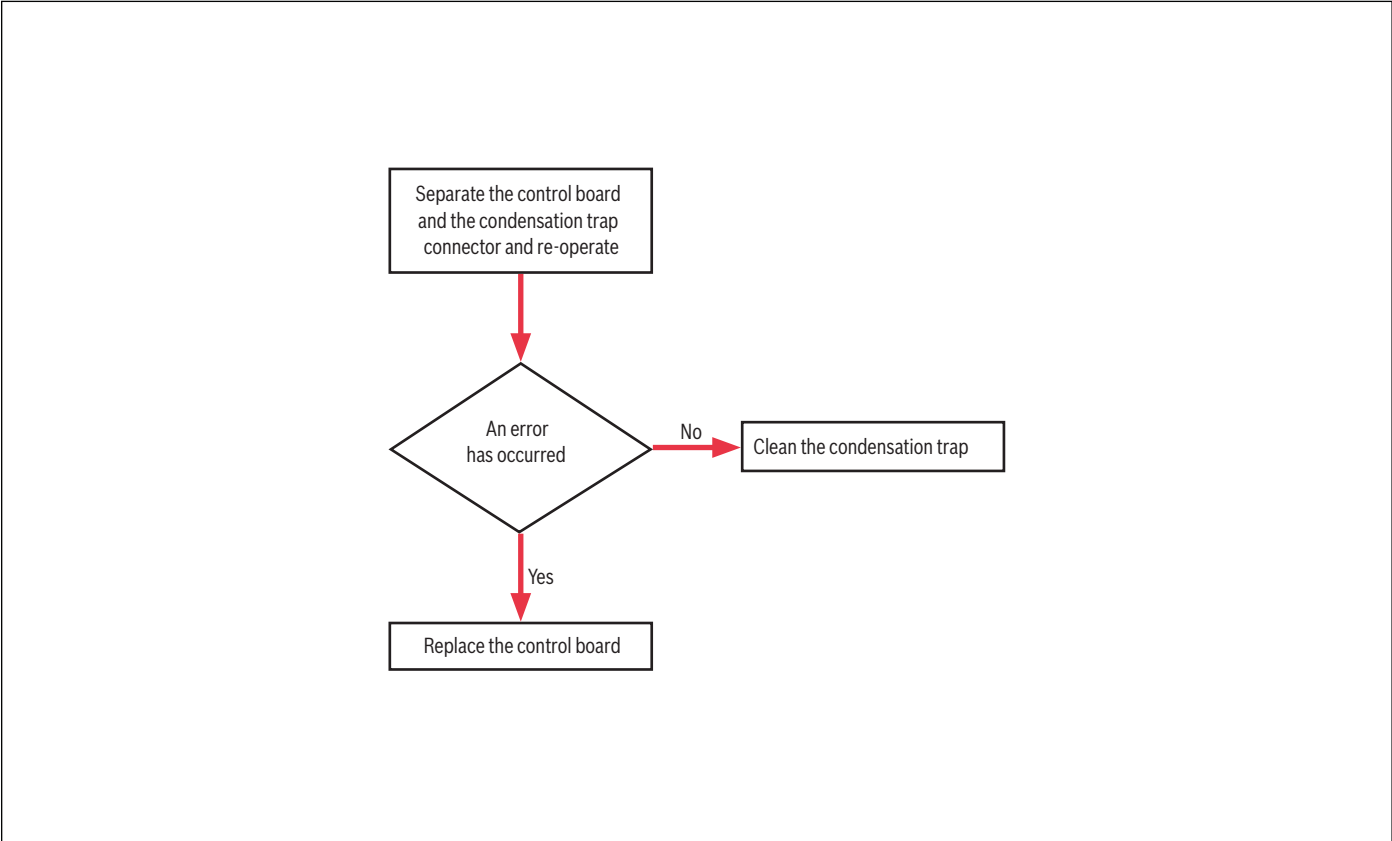 Separate the control board
and the condensation trap
connector and re-operate
An error
has occurred
No
Clean the condensation trap
Yes
Replace the control board